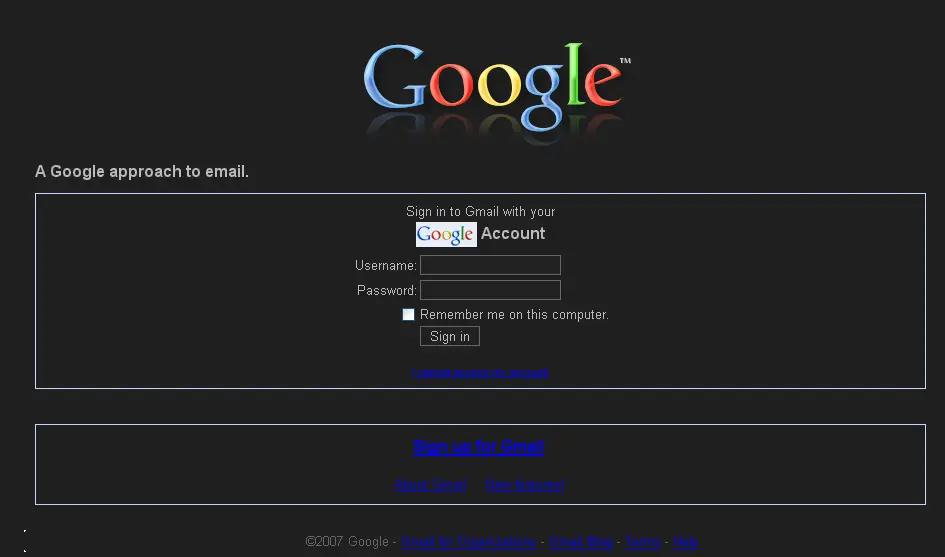 Google™
A Google approach to email.
Sign in to Gmail with your
Google Account
Username:
Password:
Remember me on this computer.
Sign in
I cannot access my account
Sign up for Gmail
About Gmail New features!
©2007 Google - Gmail for Organizations - Gmail Blog - Terms - Help